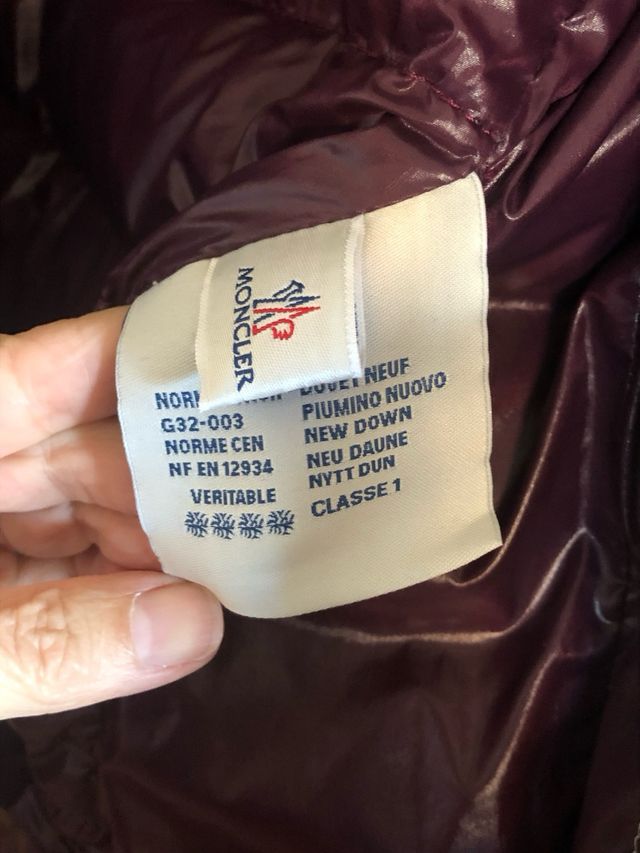 MONCLER
G32-003
NORME CEN
NF EN 12934
VERITABLE
NEUF
PIUMINO NUOVO
NEW DOWN
NEU DAUNE
NYTT DUN
CLASSE 1